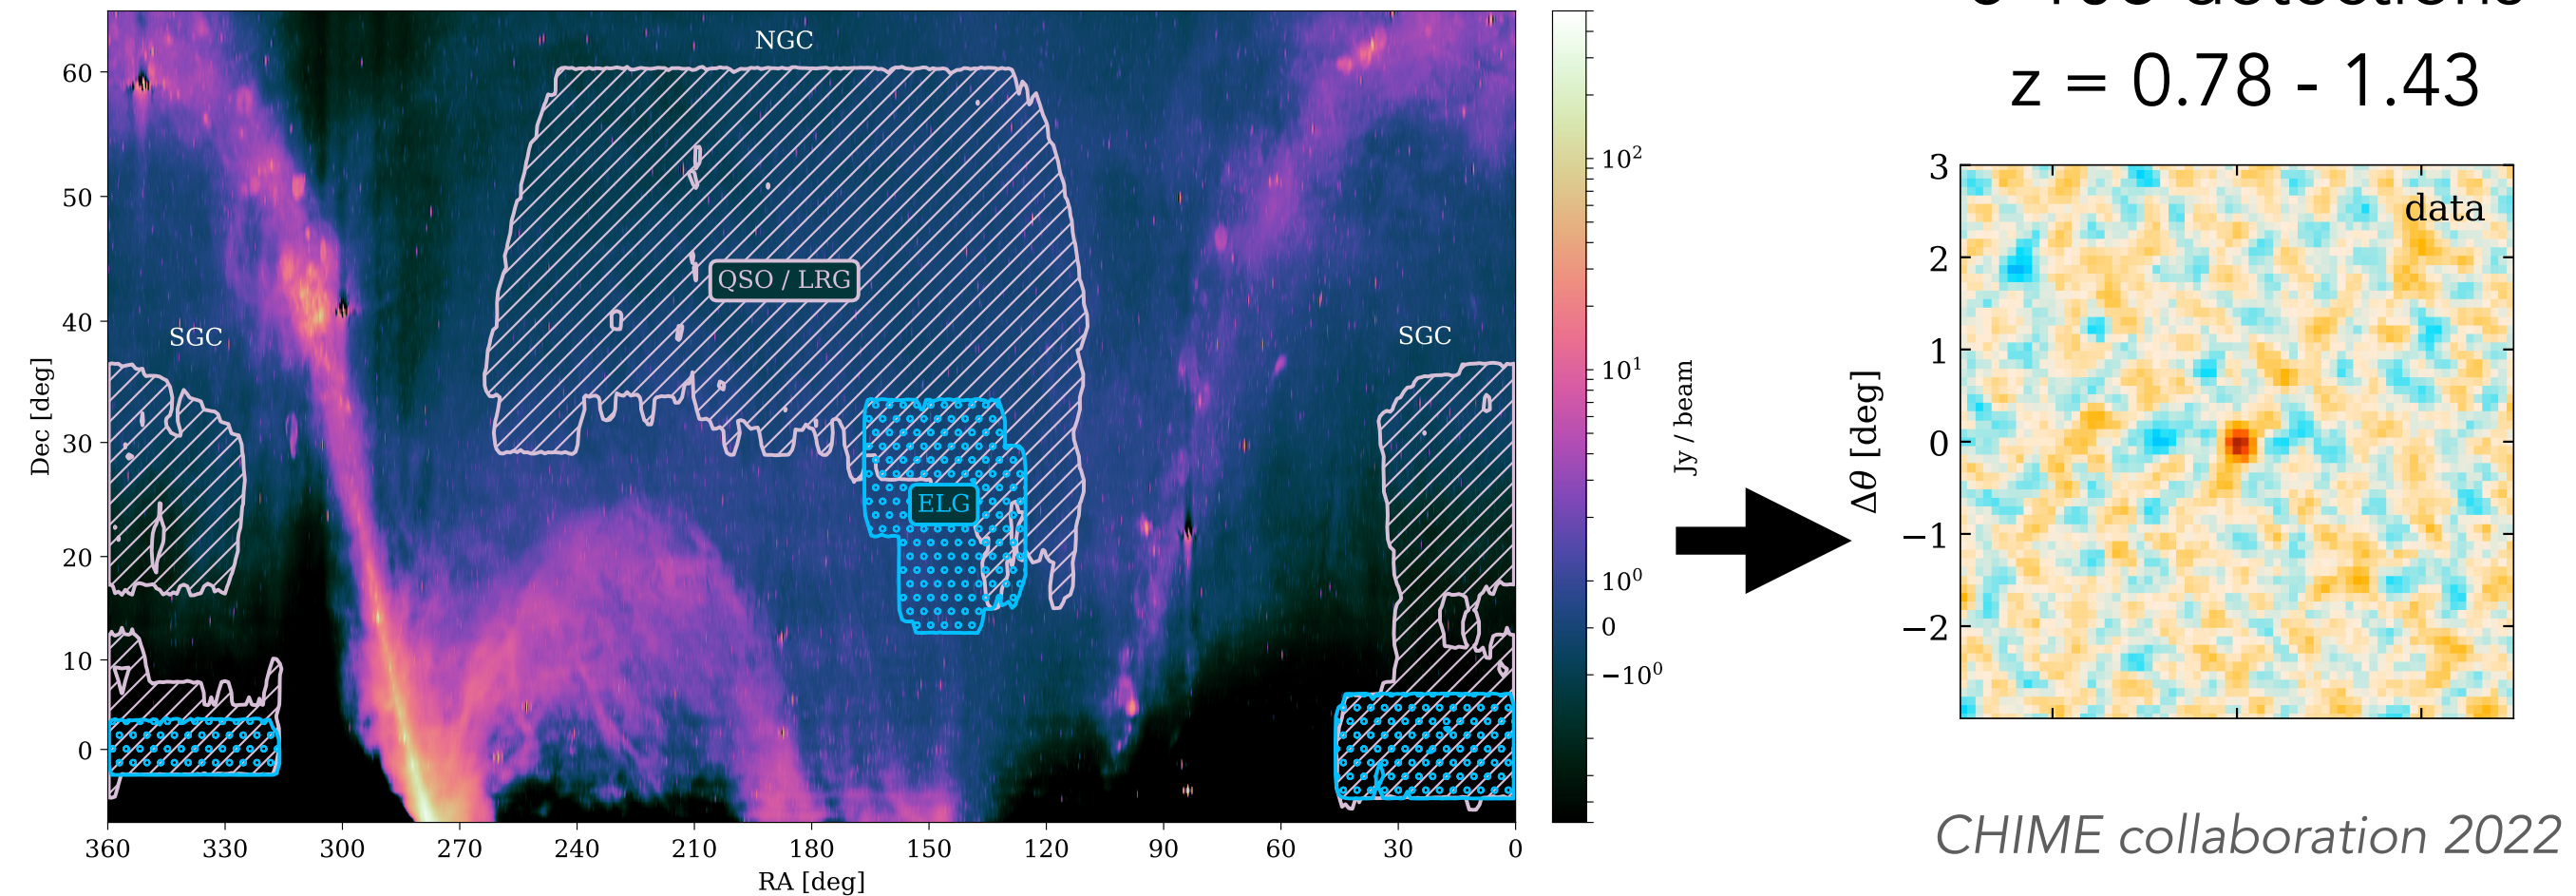 NGC
QSO / LRG
ELG
SGC
SGC
60
50
40
30
20
10
0
Dec [deg]
360
330
300
270
240
210
180
150
120
90
60
30
0
RA [deg]
10²
10¹
10⁰
0
−10⁰
Jy / beam
z = 0.78 - 1.43
data
3
2
1
0
−1
−2
Δθ [deg]
CHIME collaboration 2022